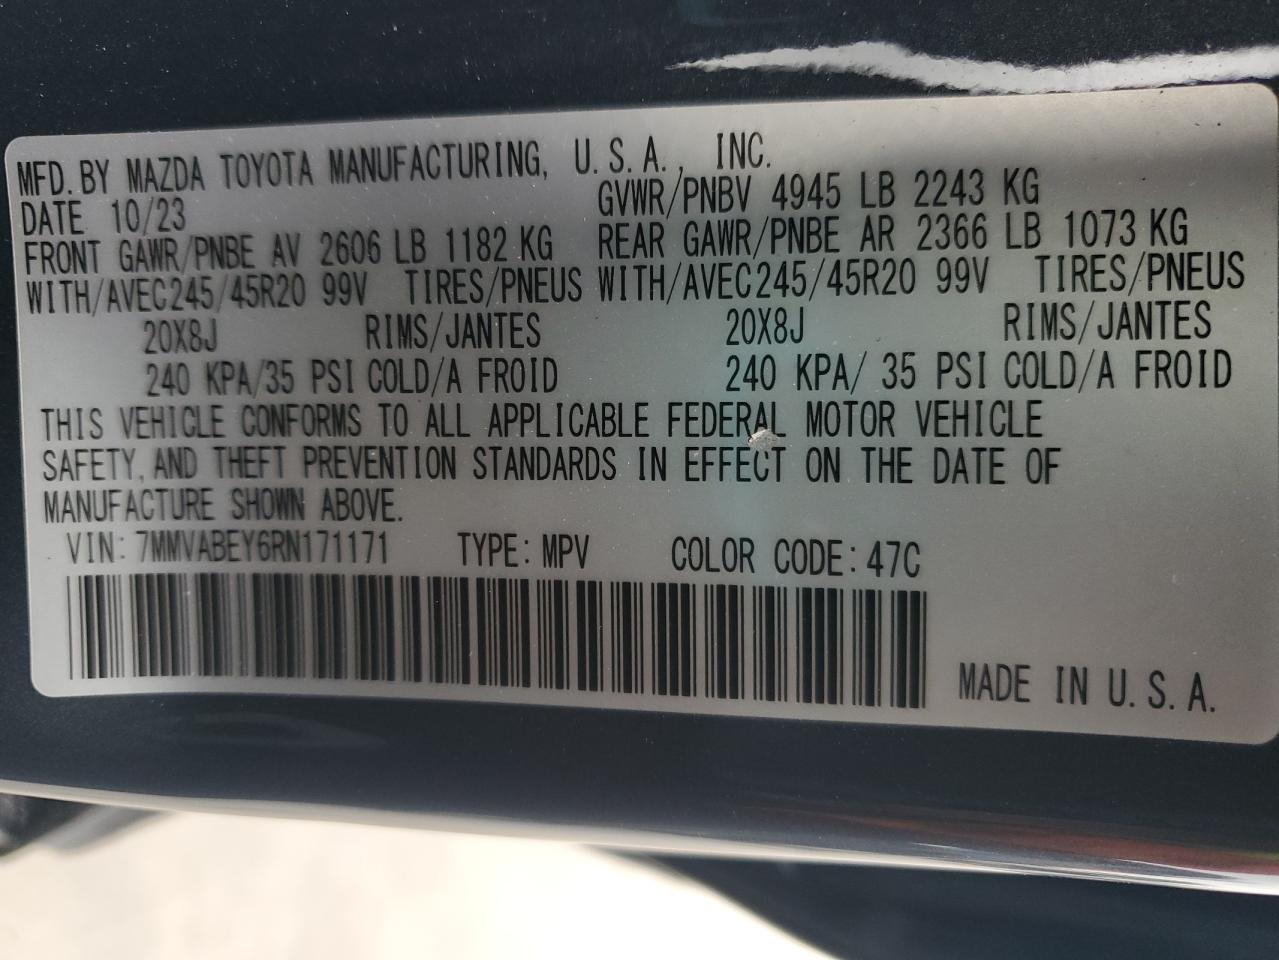 MFD. BY MAZDA TOYOTA MANUFACTURING, U.S.A., INC.
DATE 10/23 GVWR/PNBV 4945 LB 2243 KG
FRONT GAWR/PNBE AV 2606 LB 1182 KG REAR GAWR/PNBE AR 2366 LB 1073 KG
WITH/AVEC 245/45R20 99V TIRES/PNEUS WITH/AVEC 245/45R20 99V TIRES/PNEUS
20X8J RIMS/JANTES 20X8J RIMS/JANTES
240 KPA/35 PSI COLD/A FROID 240 KPA/ 35 PSI COLD/A FROID
THIS VEHICLE CONFORMS TO ALL APPLICABLE FEDERAL MOTOR VEHICLE
SAFETY, AND THEFT PREVENTION STANDARDS IN EFFECT ON THE DATE OF
MANUFACTURE SHOWN ABOVE.
VIN: 7MMVABEY6RN171171 TYPE: MPV COLOR CODE: 47C
MADE IN U.S.A.